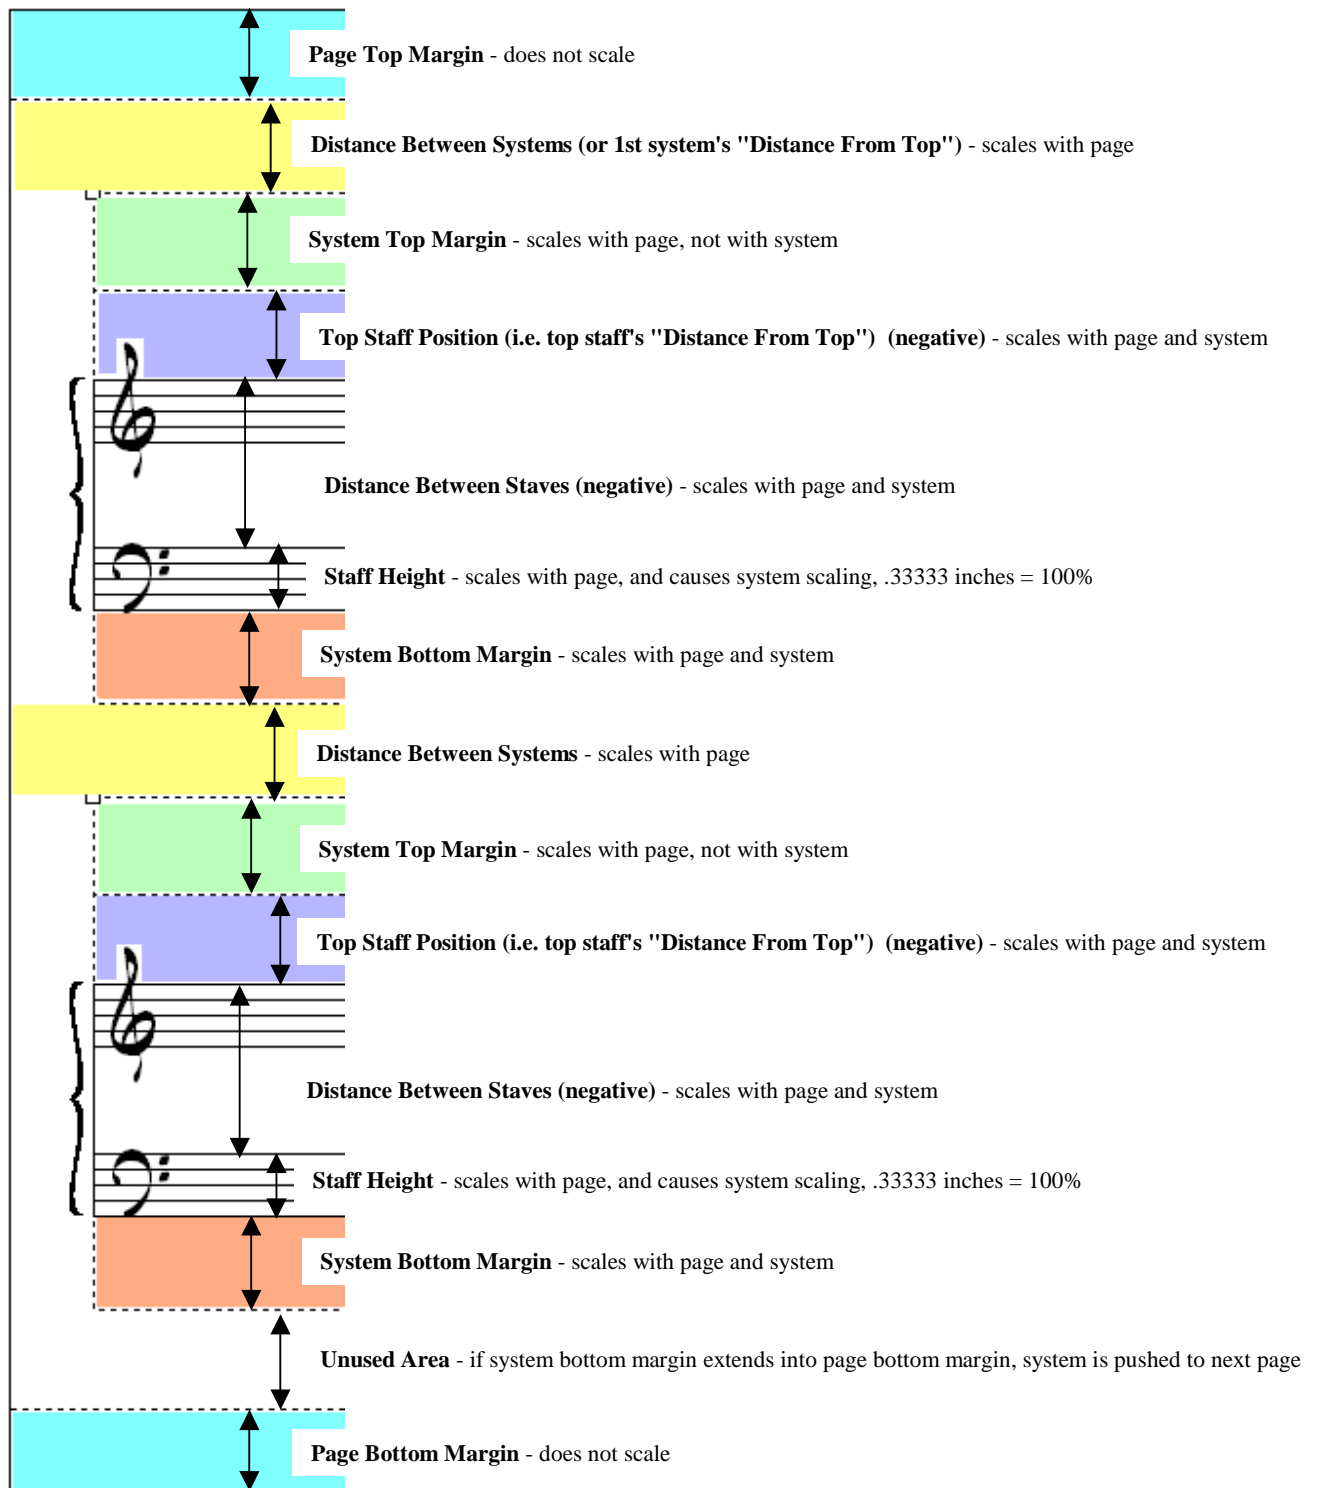 Page Top Margin - does not scale
Distance Between Systems (or 1st system's "Distance From Top") - scales with page
System Top Margin - scales with page, not with system
Top Staff Position (i.e. top staff's "Distance From Top")  (negative) - scales with page and system
Distance Between Staves (negative) - scales with page and system
Staff Height - scales with page, and causes system scaling, .33333 inches = 100%
System Bottom Margin - scales with page and system
Distance Between Systems - scales with page
System Top Margin - scales with page, not with system
Top Staff Position (i.e. top staff's "Distance From Top")  (negative) - scales with page and system
Distance Between Staves (negative) - scales with page and system
Staff Height - scales with page, and causes system scaling, .33333 inches = 100%
System Bottom Margin - scales with page and system
Unused Area - if system bottom margin extends into page bottom margin, system is pushed to next page
Page Bottom Margin - does not scale